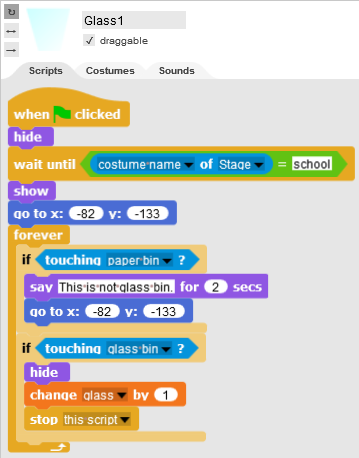 Glass1
draggable
Scripts Costumes Sounds
when clicked
hide
wait until costume name of Stage = school
show
go to x: -82 y: -133
forever
if touching paper bin ?
say This is not glass bin. for 2 secs
go to x: -82 y: -133
if touching glass bin ?
hide
change glass by 1
stop this script